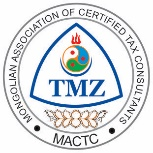 MONGOLIAN ASSOCIATION OF CERTIFIED TAX CONSULTANTS
TMZ
MACTC